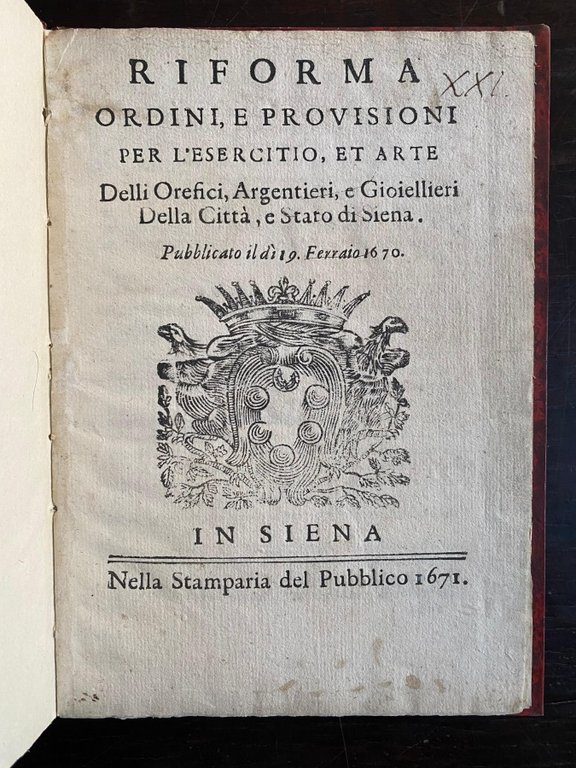 RIFORMA
XXI.
ORDINI, E PROVISIONI
PER L'ESERCITIO, ET ARTE
Delli Orefici, Argentieri, e Gioiellieri
Della Città, e Stato di Siena.
Pubblicato il dì 19. Ferraio 1670.
IN SIENA
Nella Stamparia del Pubblico 1671.